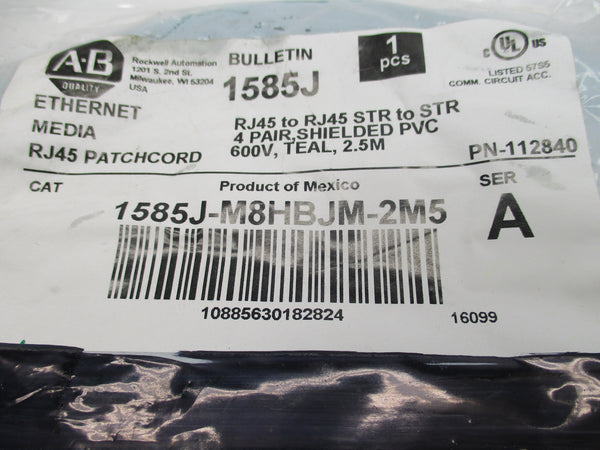 A-B
QUALITY
Rockwell Automation
1201 S. 2nd St.
Milwaukee, WI 53204
USA
BULLETIN
1585J
1
pcs
c UL US
LISTED 57S5
COMM. CIRCUIT ACC.
ETHERNET
MEDIA
RJ45 PATCHCORD
RJ45 to RJ45 STR to STR
4 PAIR,SHIELDED PVC
600V, TEAL, 2.5M
PN-112840
CAT
Product of Mexico
SER
1585J-M8HBJM-2M5
A
10885630182824
16099